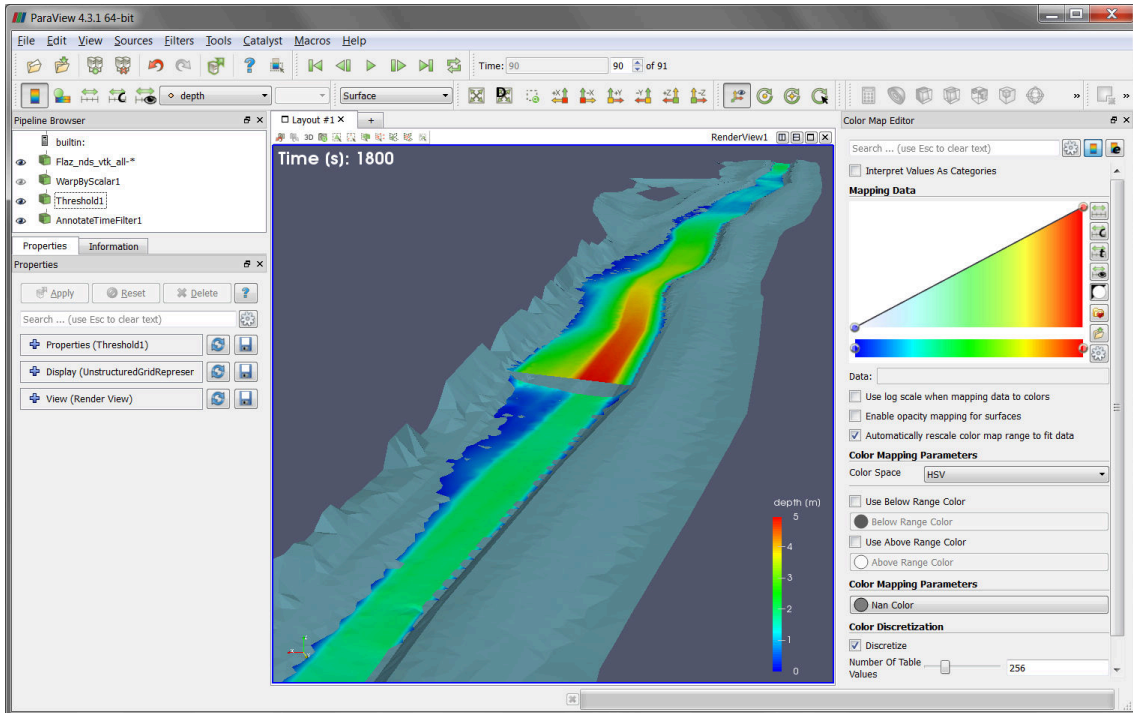 ParaView 4.3.1 64-bit
File Edit View Sources Filters Tools Catalyst Macros Help
Time: 90 90 of 91
depth Surface
Pipeline Browser
builtin:
Flaz_nds_vtk_all-*
WarpByScalar1
Threshold1
AnnotateTimeFilter1
Properties Information
Properties
Apply Reset Delete ?
Search ... (use Esc to clear text)
Properties (Threshold1)
Display (UnstructuredGridRepreser
View (Render View)
Layout #1 X +
3D RenderView1
Time (s): 1800
depth (m)
5
4
3
2
1
0
Color Map Editor
Search ... (use Esc to clear text)
Interpret Values As Categories
Mapping Data
Data:
Use log scale when mapping data to colors
Enable opacity mapping for surfaces
Automatically rescale color map range to fit data
Color Mapping Parameters
Color Space HSV
Use Below Range Color
Below Range Color
Use Above Range Color
Above Range Color
Color Mapping Parameters
Nan Color
Color Discretization
Discretize
Number Of Table Values 256